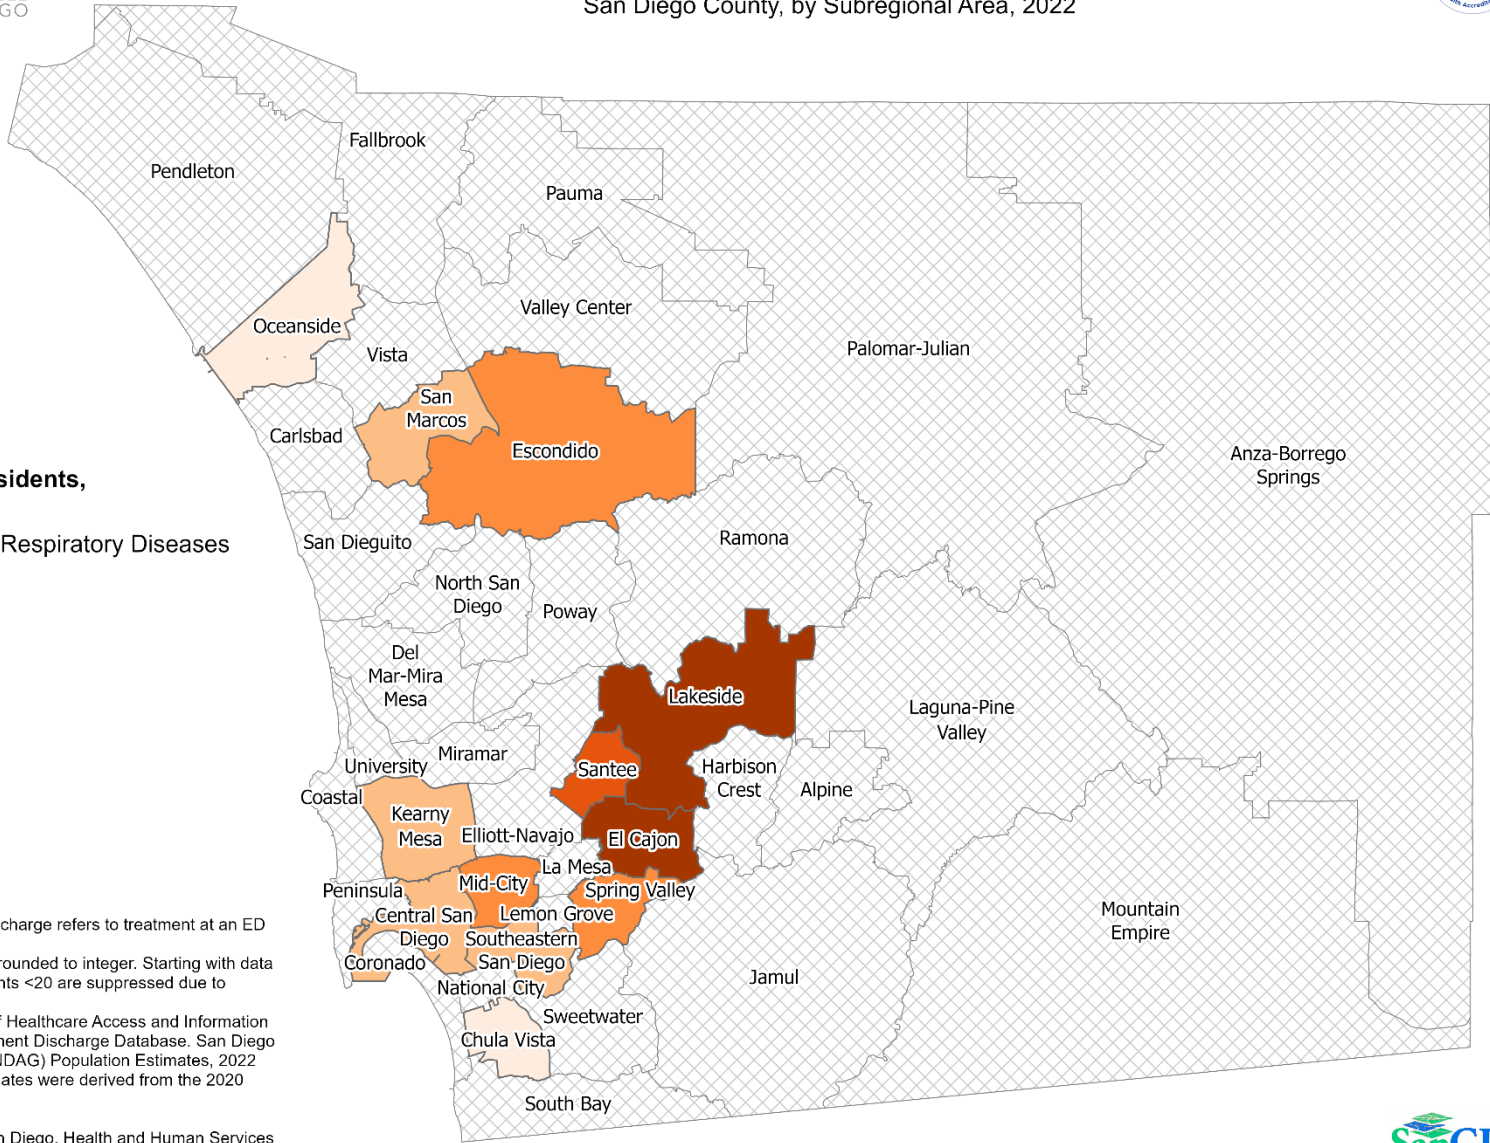 GO
San Diego County, by Subregional Area, 2022
Fallbrook
Pendleton
Pauma
Valley Center
Oceanside
Vista
Palomar-Julian
San
Marcos
Carlsbad
Escondido
Anza-Borrego
Springs
sidents,
Respiratory Diseases
San Dieguito
Ramona
North San
Diego
Poway
Del
Mar-Mira
Mesa
Lakeside
Laguna-Pine
Valley
Miramar
University
Santee
Harbison
Crest
Alpine
Coastal
Kearny
Mesa
Elliott-Navajo
El Cajon
La Mesa
Mid-City
Peninsula
Spring Valley
Central San
Diego
Lemon Grove
Southeastern
San Diego
Coronado
National City
Mountain
Empire
Jamul
Sweetwater
Chula Vista
South Bay
charge refers to treatment at an ED
rounded to integer. Starting with data
nts <20 are suppressed due to
f Healthcare Access and Information
nent Discharge Database. San Diego
NDAG) Population Estimates, 2022
ates were derived from the 2020
n Diego, Health and Human Services